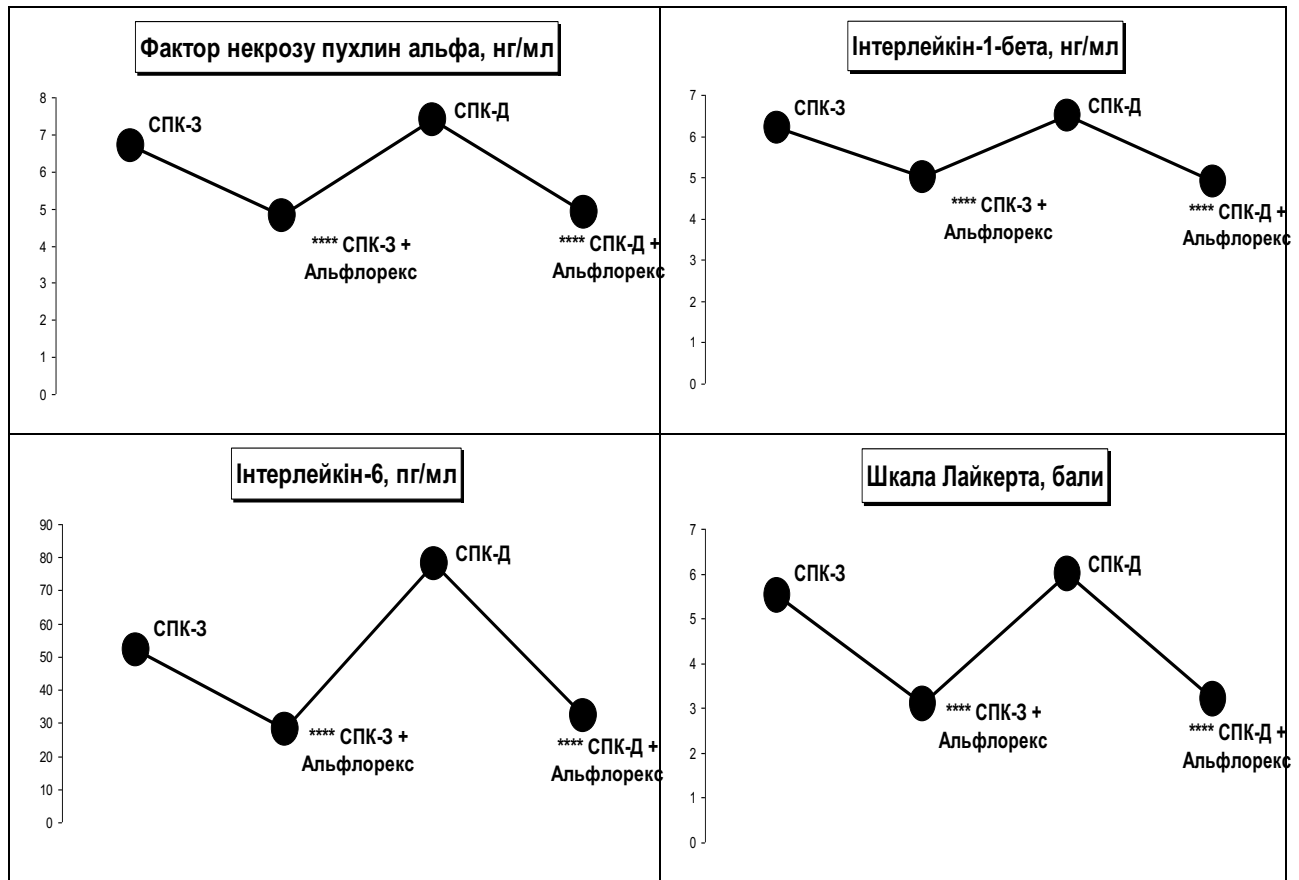 Фактор некрозу пухлин альфа, нг/мл
8
7
6
5
4
3
2
1
0
СПК-З
**** СПК-З +
Альфлорекс
СПК-Д
**** СПК-Д +
Альфлорекс
Інтерлейкін-1-бета, нг/мл
7
6
5
4
3
2
1
0
СПК-З
**** СПК-З +
Альфлорекс
СПК-Д
**** СПК-Д +
Альфлорекс
Інтерлейкін-6, пг/мл
90
80
70
60
50
40
30
20
10
0
СПК-З
**** СПК-З +
Альфлорекс
СПК-Д
**** СПК-Д +
Альфлорекс
Шкала Лайкерта, бали
7
6
5
4
3
2
1
0
СПК-З
**** СПК-З +
Альфлорекс
СПК-Д
**** СПК-Д +
Альфлорекс